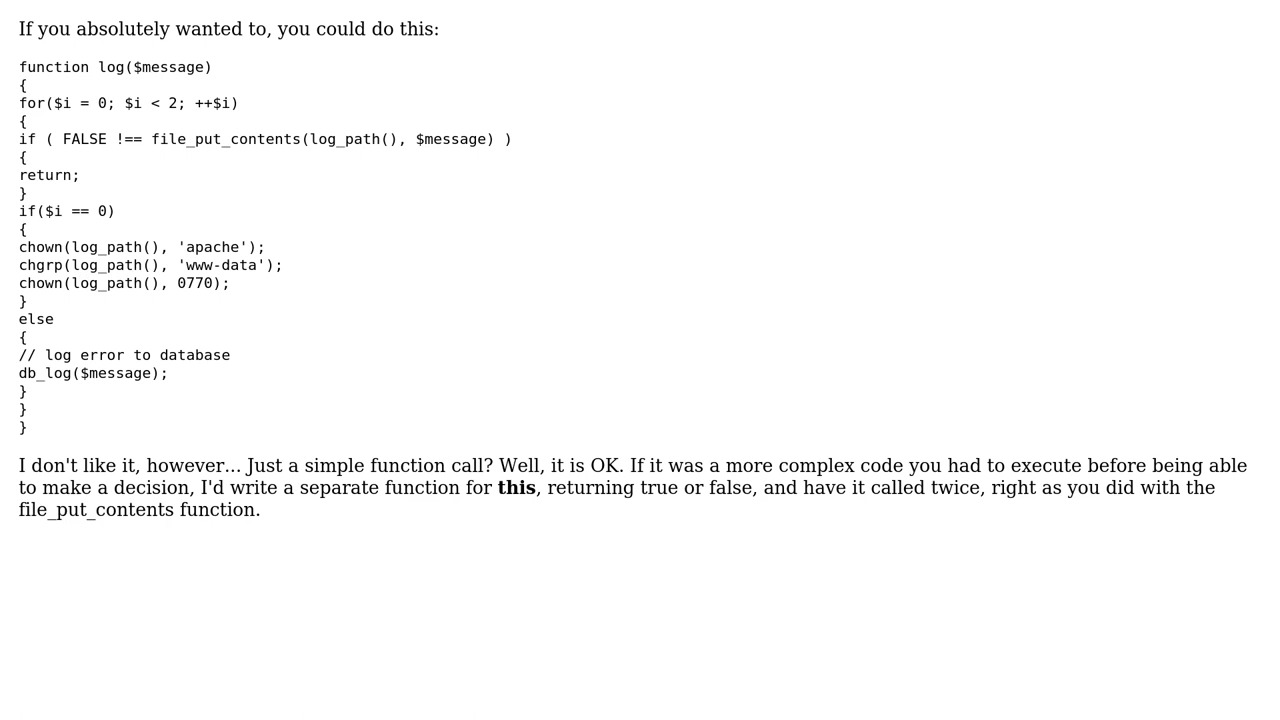 If you absolutely wanted to, you could do this:
function log($message)
{
for($i = 0; $i < 2; ++$i)
{
if ( FALSE !== file_put_contents(log_path(), $message) )
{
return;
}
if($i == 0)
{
chown(log_path(), 'apache');
chgrp(log_path(), 'www-data');
chown(log_path(), 0770);
}
else
{
// log error to database
db_log($message);
}
}
}
I don't like it, however... Just a simple function call? Well, it is OK. If it was a more complex code you had to execute before being able
to make a decision, I'd write a separate function for this, returning true or false, and have it called twice, right as you did with the
file_put_contents function.